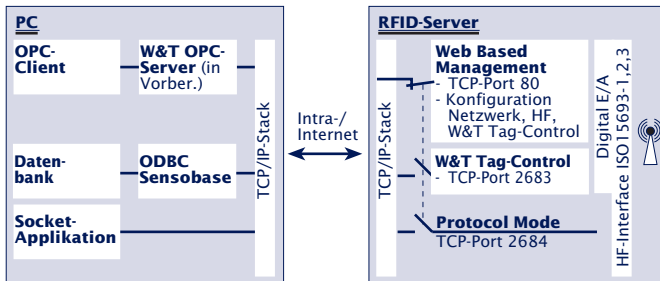 PC
OPC-
Client
W&T OPC-
Server (in
Vorber.)
Daten-
bank
ODBC
Sensobase
Socket-
Applikation
TCP/IP-Stack
Intra-/
Internet
RFID-Server
TCP/IP-Stack
Web Based
Management
- TCP-Port 80
- Konfiguration
Netzwerk, HF,
W&T Tag-Control
W&T Tag-Control
- TCP-Port 2683
Protocol Mode
TCP-Port 2684
Digital E/A
HF-Interface ISO15693-1,2,3